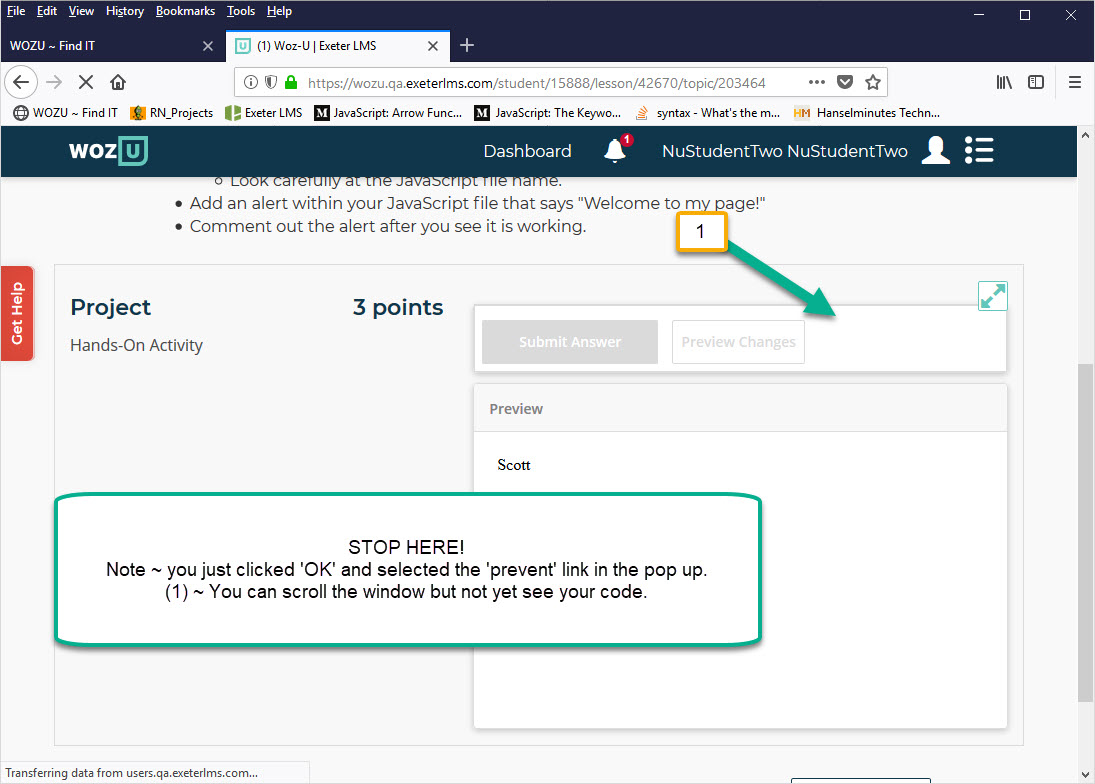 File Edit View History Bookmarks Tools Help
WOZU ~ Find IT
(1) Woz-U | Exeter LMS
https://wozu.qa.exeterlms.com/student/15888/lesson/42670/topic/203464
WOZU ~ Find IT RN_Projects Exeter LMS JavaScript: Arrow Func... JavaScript: The Keywo... syntax - What's the m... Hanselminutes Techn...
WOZ U Dashboard 1 NuStudentTwo NuStudentTwo
Look carefully at the JavaScript file name.
Add an alert within your JavaScript file that says "Welcome to my page!"
Comment out the alert after you see it is working.
1
Get Help
Project 3 points
Hands-On Activity
Submit Answer Preview Changes
Preview
Scott
STOP HERE!
Note ~ you just clicked 'OK' and selected the 'prevent' link in the pop up.
(1) ~ You can scroll the window but not yet see your code.
Transferring data from users.qa.exeterlms.com...